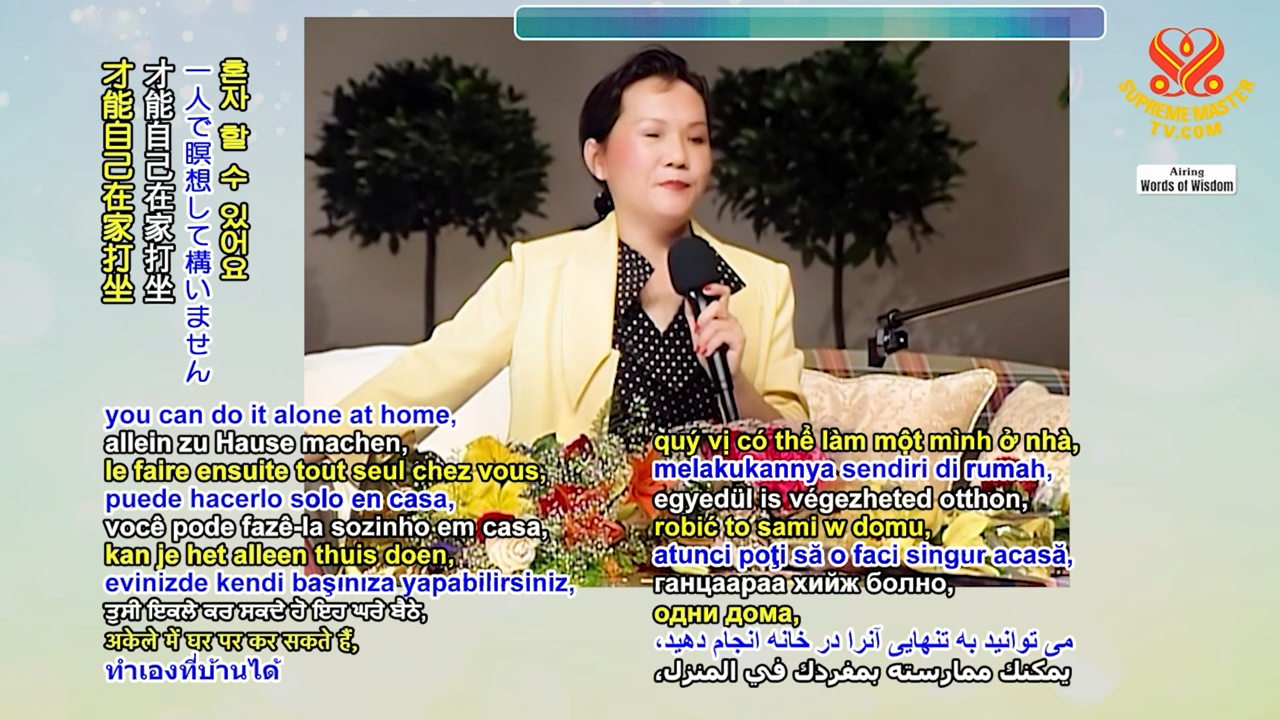 혼자 할 수 있어요
一人で瞑想して構いません
才能自己在家打坐
才能自己在家打坐
SUPREME MASTER
TV.COM
Airing
Words of Wisdom
you can do it alone at home,
allein zu Hause machen,
le faire ensuite tout seul chez vous,
puede hacerlo solo en casa,
você pode fazê-la sozinho em casa,
kan je het alleen thuis doen,
evinizde kendi başınıza yapabilirsiniz,
ਤੁਸੀ ਇਕਲੇ ਕਰ ਸਕਦੇ ਹੋ ਇਹ ਘਰੇ ਬੈਠੇ,
अकेले में घर पर कर सकते हैं,
ทำเองที่บ้านได้
quý vị có thể làm một mình ở nhà,
melakukannya sendiri di rumah,
egyedül is végezheted otthon,
robić to sami w domu,
atunci poţi să o faci singur acasă,
ганцаараа хийж болно,
одни дома,
می توانید به تنهایی آنرا در خانه انجام دهید،
يمكنك ممارسته بمفردك في المنزل،